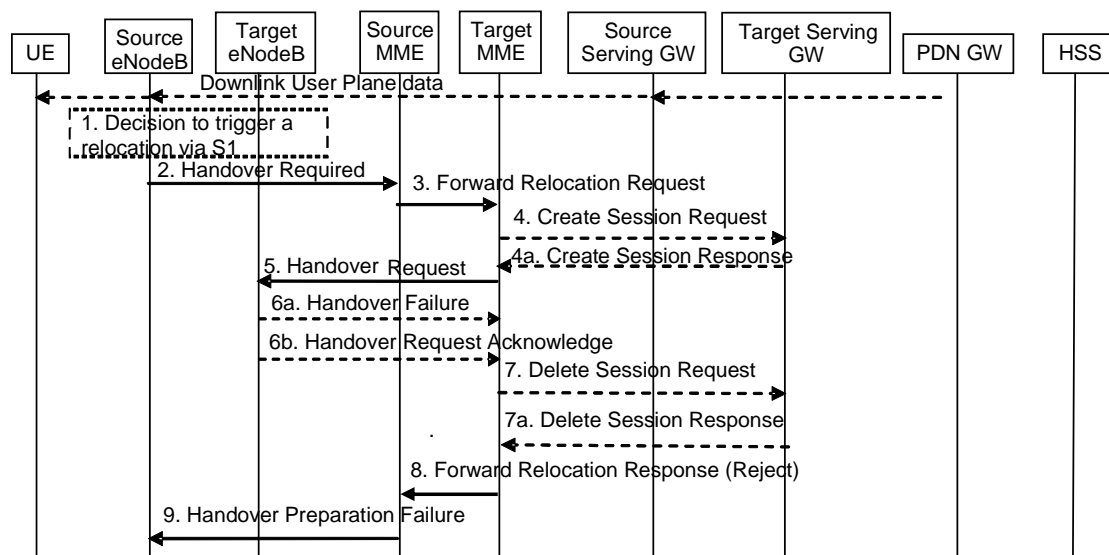 UE
Source
eNodeB
Target
eNodeB
Source
MME
Target
MME
Source
Serving GW
Target Serving
GW
PDN GW
HSS
Downlink User Plane data
1. Decision to trigger a
relocation via S1
2. Handover Required
3. Forward Relocation Request
4. Create Session Request
4a. Create Session Response
5. Handover Request
6a. Handover Failure
6b. Handover Request Acknowledge
7. Delete Session Request
7a. Delete Session Response
.
8. Forward Relocation Response (Reject)
9. Handover Preparation Failure